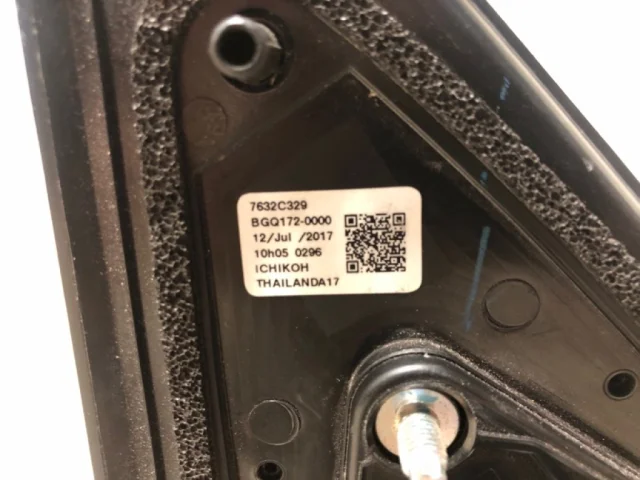 7632C329
BGQ172-0000
12/Jul /2017
10h05 0296
ICHIKOH
THAILANDA17